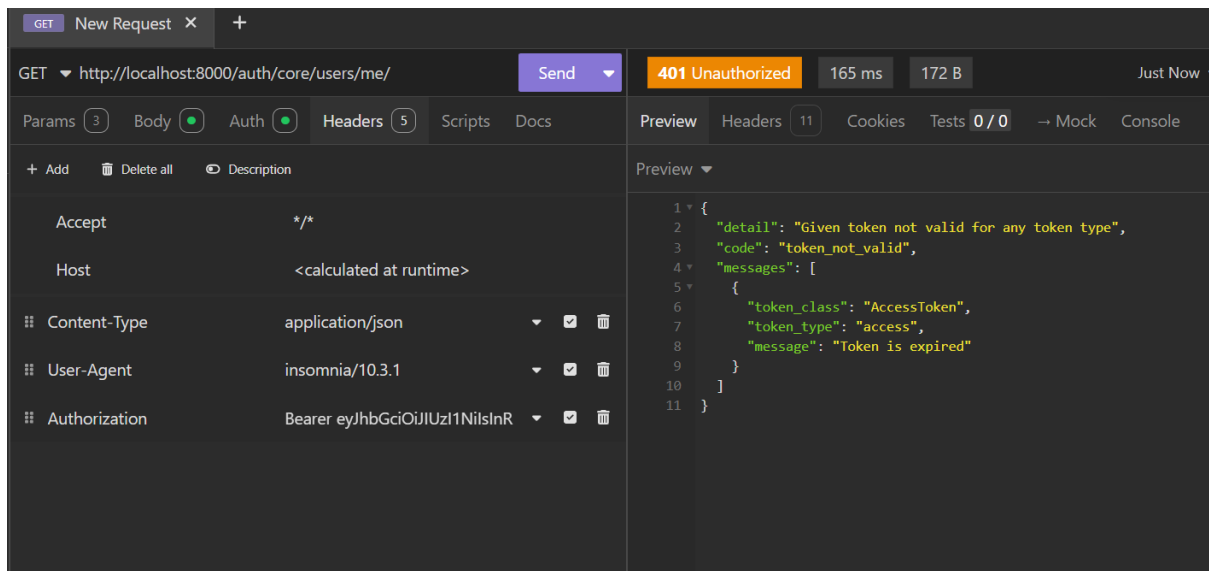 GET New Request × +
GET http://localhost:8000/auth/core/users/me/ Send
401 Unauthorized 165 ms 172 B Just Now
Params 3 Body Auth Headers 5 Scripts Docs
Preview Headers 11 Cookies Tests 0 / 0 → Mock Console
+ Add Delete all Description
Preview
Accept */*
Host <calculated at runtime>
Content-Type application/json
User-Agent insomnia/10.3.1
Authorization Bearer eyJhbGciOiJIUzI1NiIsInR
1 {
2 "detail": "Given token not valid for any token type",
3 "code": "token_not_valid",
4 "messages": [
5 {
6 "token_class": "AccessToken",
7 "token_type": "access",
8 "message": "Token is expired"
9 }
10 ]
11 }